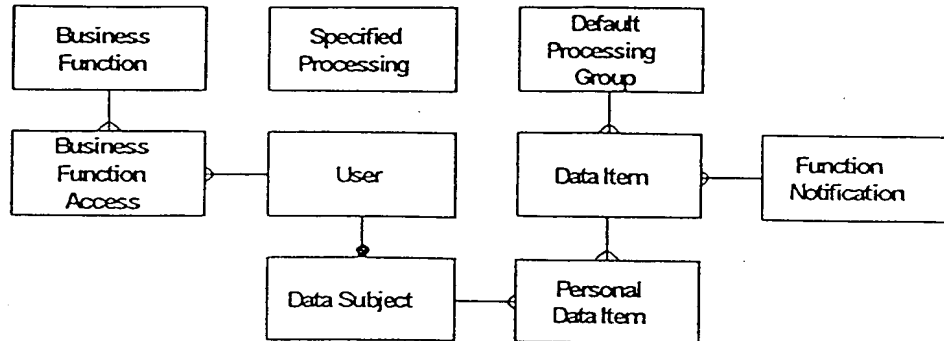 Business
Function
Specified
Processing
Default
Processing
Group
Business
Function
Access
User
Data Item
Function
Notification
Data Subject
Personal
Data Item